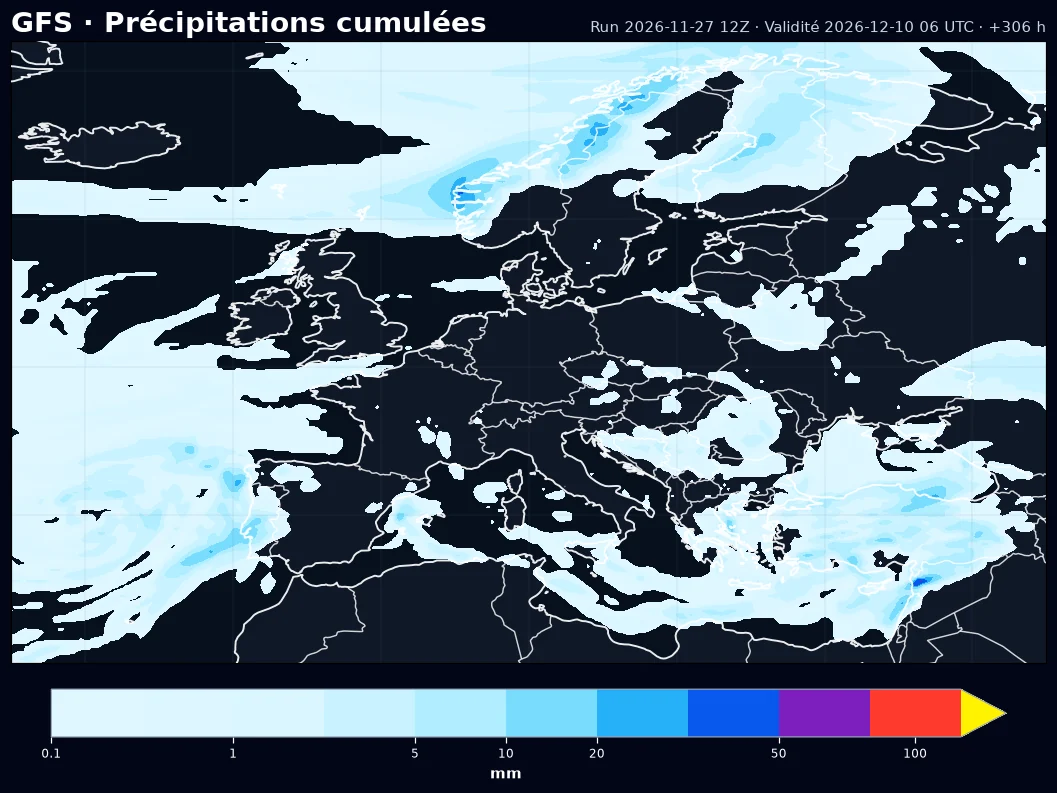 GFS · Précipitations cumulées
Run 2026-11-27 12Z · Validité 2026-12-10 06 UTC · +306 h
0.1 1 5 10 20 50 100
mm